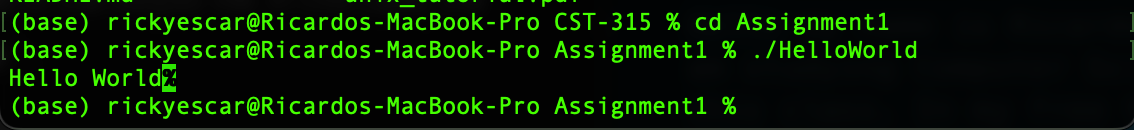 [(base) rickyescar@Ricardos-MacBook-Pro CST-315 % cd Assignment1 ]
[(base) rickyescar@Ricardos-MacBook-Pro Assignment1 % ./HelloWorld ]
Hello World%
(base) rickyescar@Ricardos-MacBook-Pro Assignment1 %